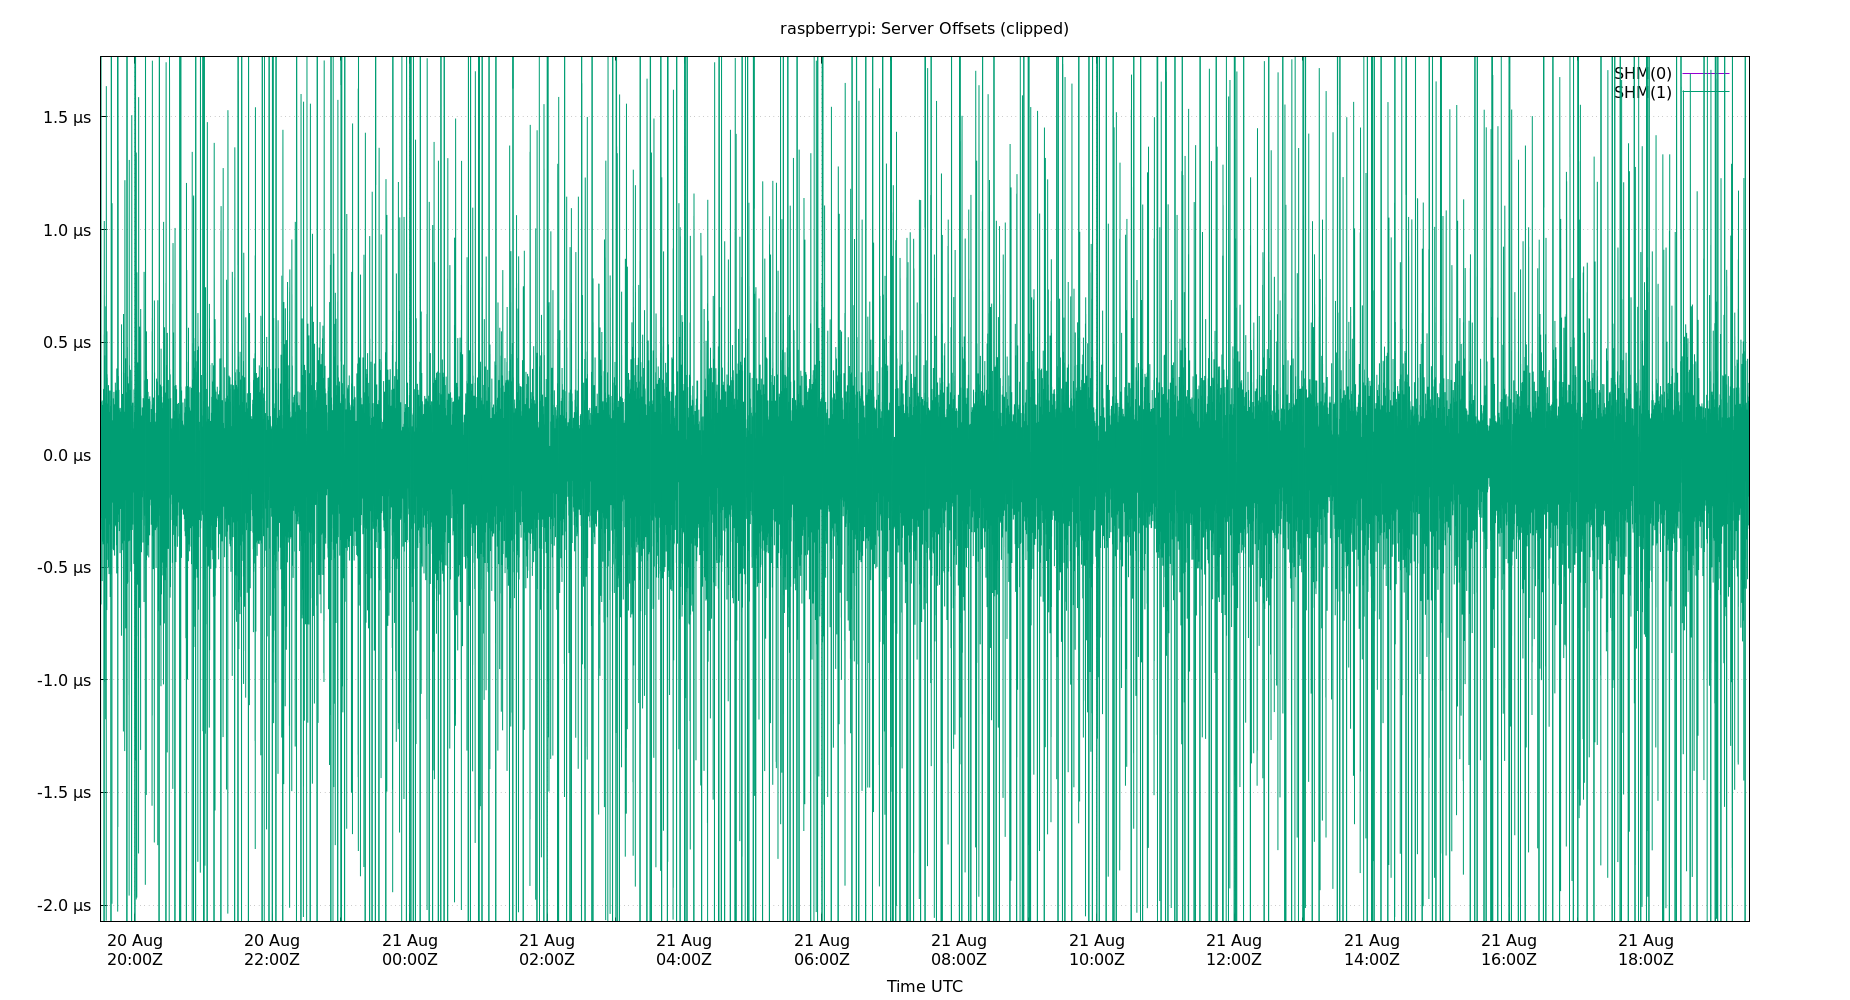 raspberrypi: Server Offsets (clipped)
SHM(0)
SHM(1)
1.5 µs
1.0 µs
0.5 µs
0.0 µs
-0.5 µs
-1.0 µs
-1.5 µs
-2.0 µs
20 Aug 20 Aug 21 Aug 21 Aug 21 Aug 21 Aug 21 Aug 21 Aug 21 Aug 21 Aug 21 Aug 21 Aug
20:00Z 22:00Z 00:00Z 02:00Z 04:00Z 06:00Z 08:00Z 10:00Z 12:00Z 14:00Z 16:00Z 18:00Z
Time UTC